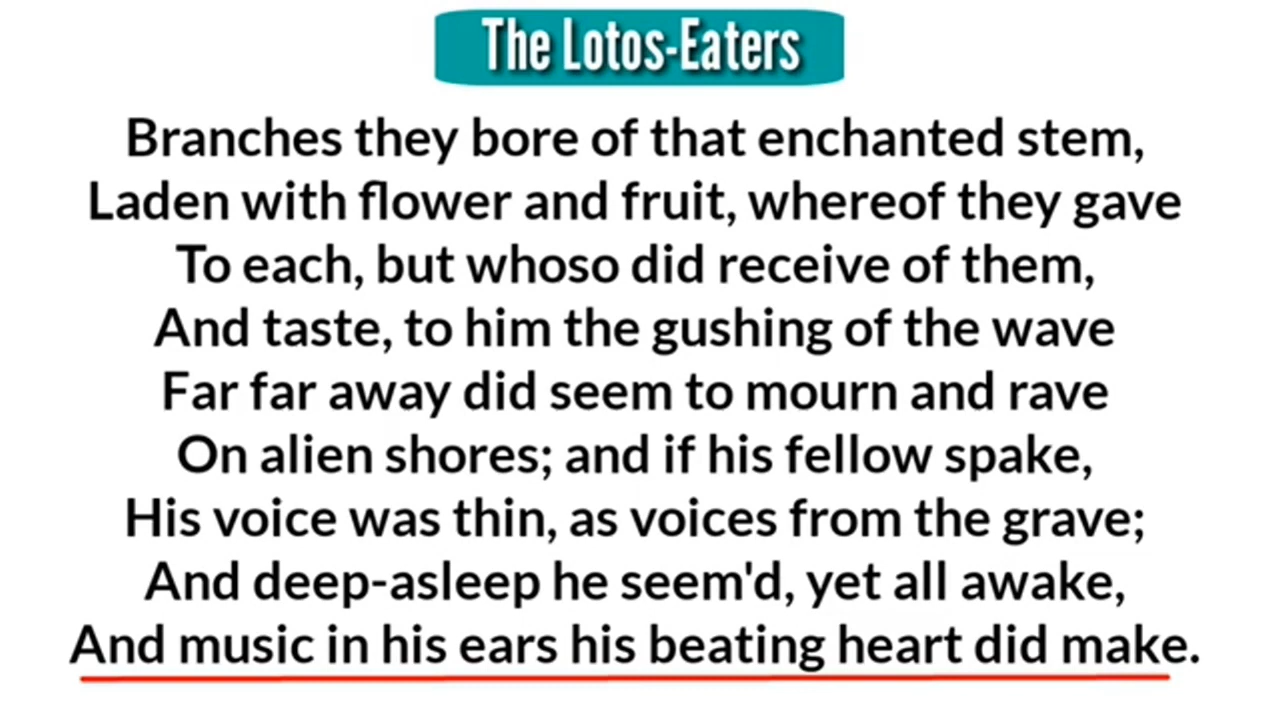 The Lotos-Eaters
Branches they bore of that enchanted stem,
Laden with flower and fruit, whereof they gave
To each, but whoso did receive of them,
And taste, to him the gushing of the wave
Far far away did seem to mourn and rave
On alien shores; and if his fellow spake,
His voice was thin, as voices from the grave;
And deep-asleep he seem'd, yet all awake,
And music in his ears his beating heart did make.